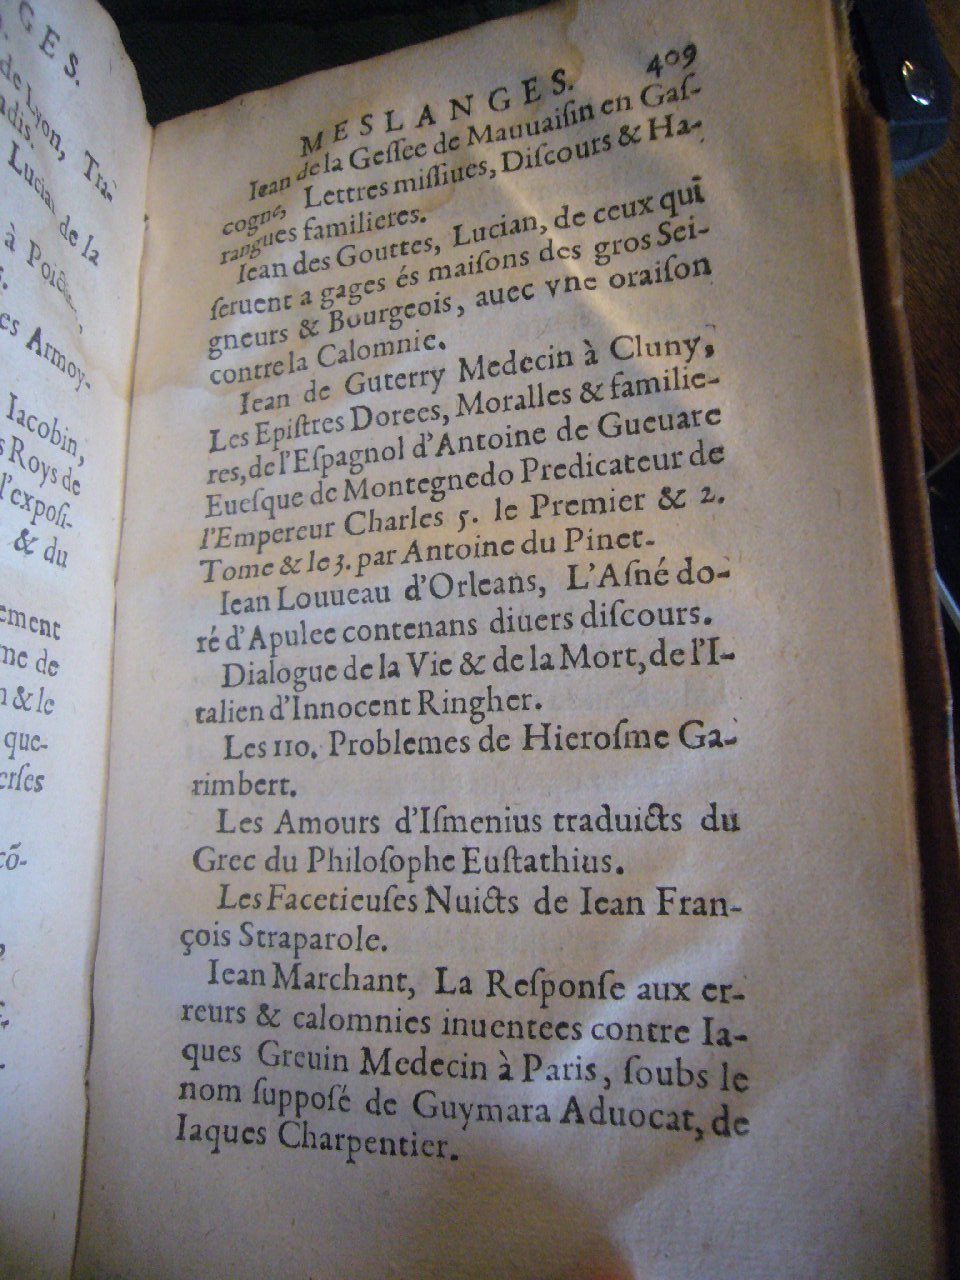 GES.
de Lyon, Tra-
Lucian de la
à Poictiers,
es Armoy-
Iacobin,
s Roys de
l'expoſi-
& du
ement
me de
n & le
que-
erſes
cõ-
409
MESLANGES.
Iean de la Geſſee de Mauuaiſin en Gaſ-
cogne, Lettres miſſiues, Diſcours & Ha-
rangues familieres.
Iean des Gouttes, Lucian, de ceux qui
ſeruent a gages és maiſons des gros Sei-
gneurs & Bourgeois, auec vne oraiſon
contre la Calomnie.
Iean de Guterry Medecin à Cluny,
Les Epiſtres Dorees, Moralles & familie-
res, de l'Eſpagnol d'Antoine de Gueuare
Eueſque de Montegnedo Predicateur de
l'Empereur Charles 5. le Premier & 2.
Tome & le 3. par Antoine du Pinet.
Iean Louueau d'Orleans, L'Aſné do-
ré d'Apulee contenans diuers diſcours.
Dialogue de la Vie & de la Mort, de l'I-
talien d'Innocent Ringher.
Les 110. Problemes de Hieroſme Ga-
rimbert.
Les Amours d'Iſmenius traduicts du
Grec du Philoſophe Euſtathius.
Les Facetieuſes Nuicts de Iean Fran-
çois Straparole.
Iean Marchant, La Reſponſe aux er-
reurs & calomnies inuentees contre Ia-
ques Greuin Medecin à Paris, ſoubs le
nom ſuppoſé de Guymara Aduocat, de
Iaques Charpentier.